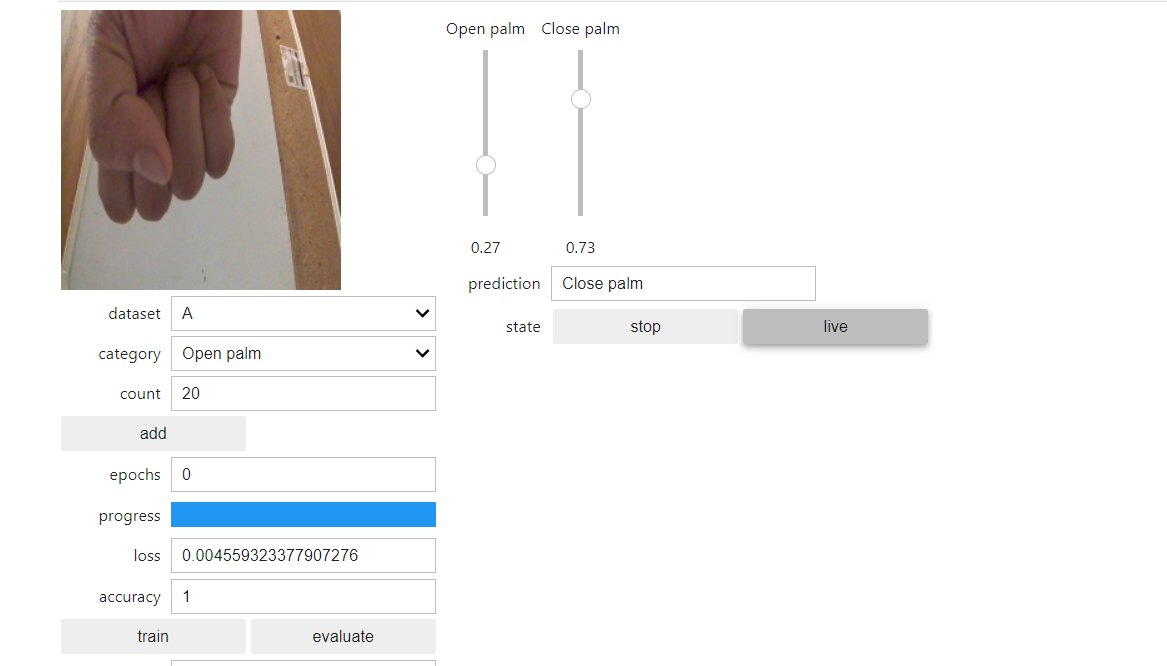 Open palm Close palm
0.27 0.73
prediction Close palm
state stop live
dataset A
category Open palm
count 20
add
epochs 0
progress
loss 0.004559323377907276
accuracy 1
train evaluate